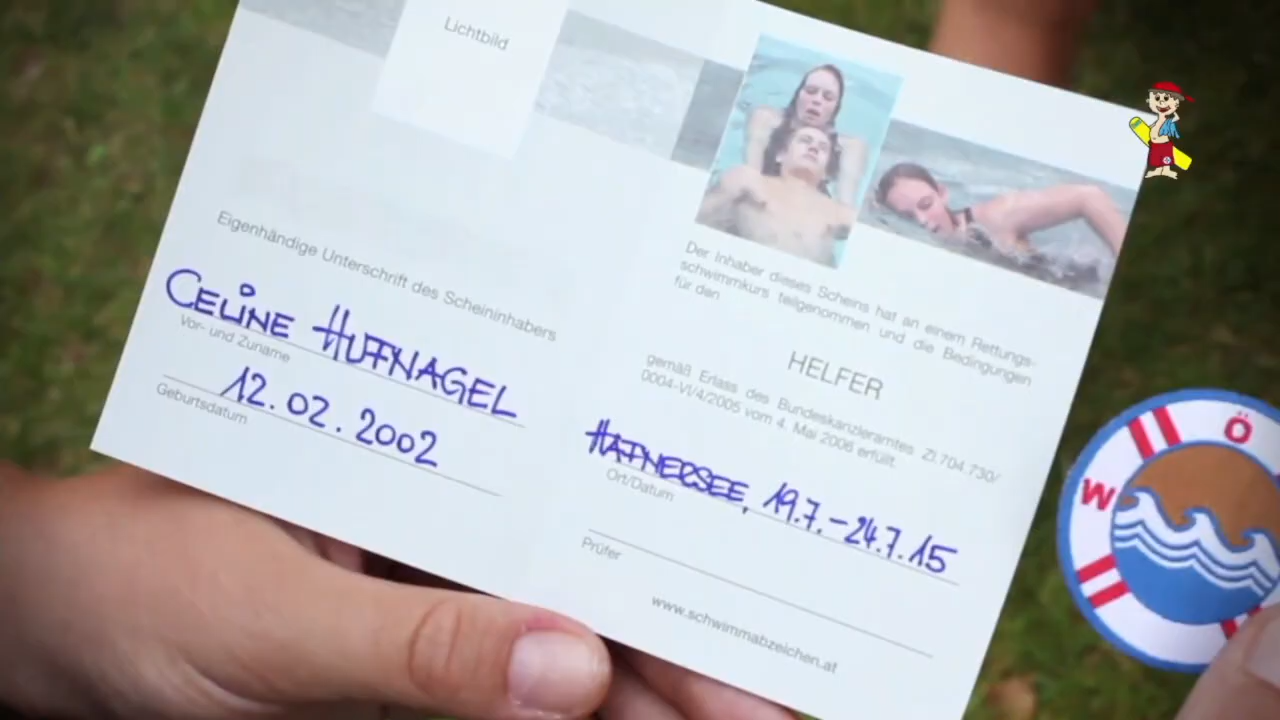 Lichtbild
Eigenhändige Unterschrift des Scheininhabers
CELINE HUFNAGEL
Vor- und Zuname
12.02.2002
Geburtsdatum
Der Inhaber dieses Scheins hat an einem Rettungs-
schwimmkurs teilgenommen und die Bedingungen
für den
HELFER
gemäß Erlass des Bundeskanzleramtes Zl.704.730/
0004-VI/4/2005 vom 4. Mai 2006 erfüllt.
HAFNERSEE, 19.7.-24.7.15
Ort/Datum
Prüfer
www.schwimmabzeichen.at
Ö
W